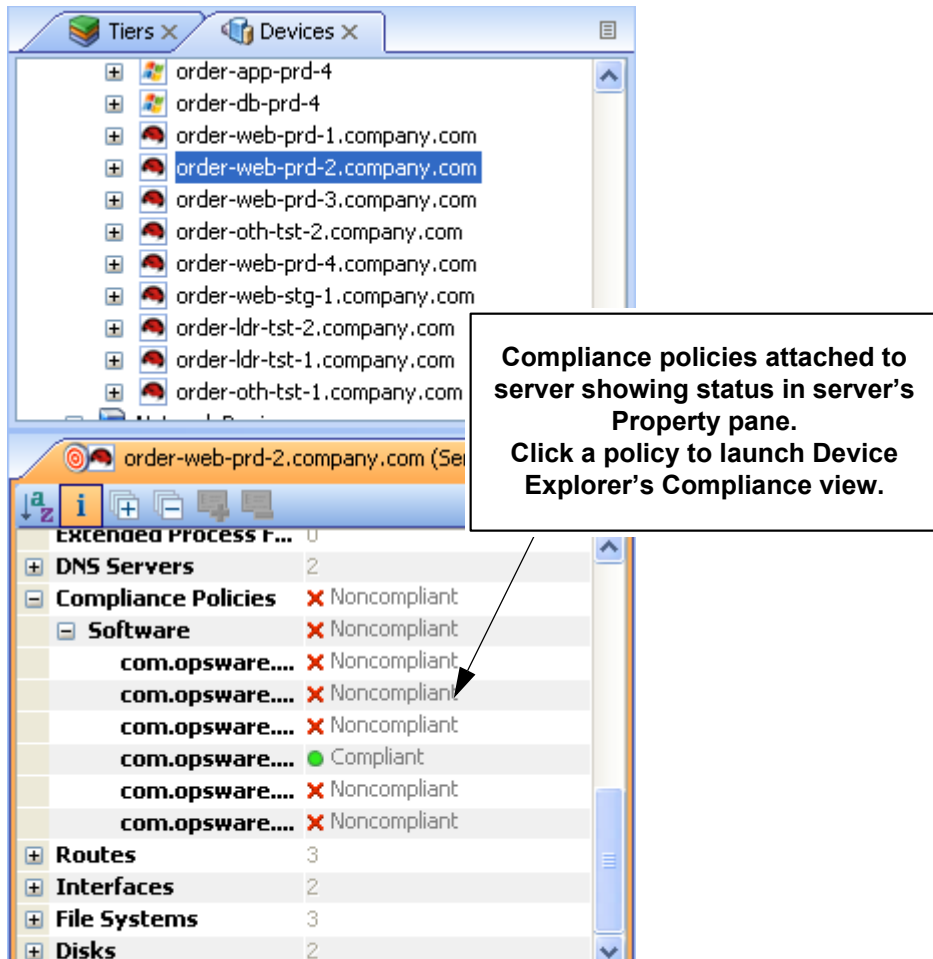 Tiers
Devices
order-app-prd-4
order-db-prd-4
order-web-prd-1.company.com
order-web-prd-2.company.com
order-web-prd-3.company.com
order-oth-tst-2.company.com
order-web-prd-4.company.com
order-web-stg-1.company.com
order-ldr-tst-2.company.com
order-ldr-tst-1.company.com
order-oth-tst-1.company.com
Compliance policies attached to
server showing status in server’s
Property pane.
Click a policy to launch Device
Explorer’s Compliance view.
order-web-prd-2.company.com (Se
Extended Process F... 0
DNS Servers 2
Compliance Policies Noncompliant
Software Noncompliant
com.opsware.... Noncompliant
com.opsware.... Noncompliant
com.opsware.... Noncompliant
com.opsware.... Compliant
com.opsware.... Noncompliant
com.opsware.... Noncompliant
Routes 3
Interfaces 2
File Systems 3
Disks 2